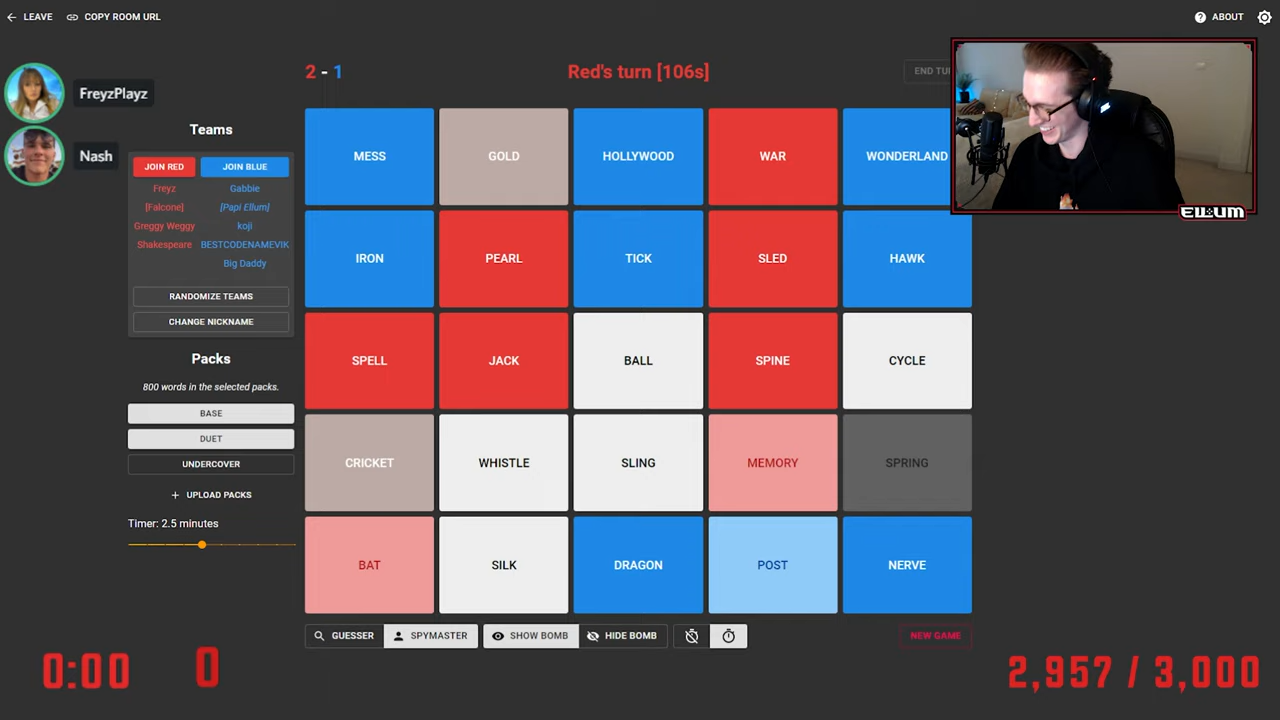 LEAVE COPY ROOM URL ABOUT
2 - 1 Red's turn [106s] END TUR
FreyzPlayz
Nash
Teams
JOIN RED JOIN BLUE
Freyz Gabbie
[Falcone] [Papi Ellum]
Greggy Weggy koji
Shakespeare BESTCODENAMEVIK
Big Daddy
RANDOMIZE TEAMS
CHANGE NICKNAME
Packs
800 words in the selected packs.
BASE
DUET
UNDERCOVER
+ UPLOAD PACKS
Timer: 2.5 minutes
MESS GOLD HOLLYWOOD WAR WONDERLAND
IRON PEARL TICK SLED HAWK
SPELL JACK BALL SPINE CYCLE
CRICKET WHISTLE SLING MEMORY SPRING
BAT SILK DRAGON POST NERVE
GUESSER SPYMASTER SHOW BOMB HIDE BOMB NEW GAME
ELLUM
0:00 0 2,957 / 3,000